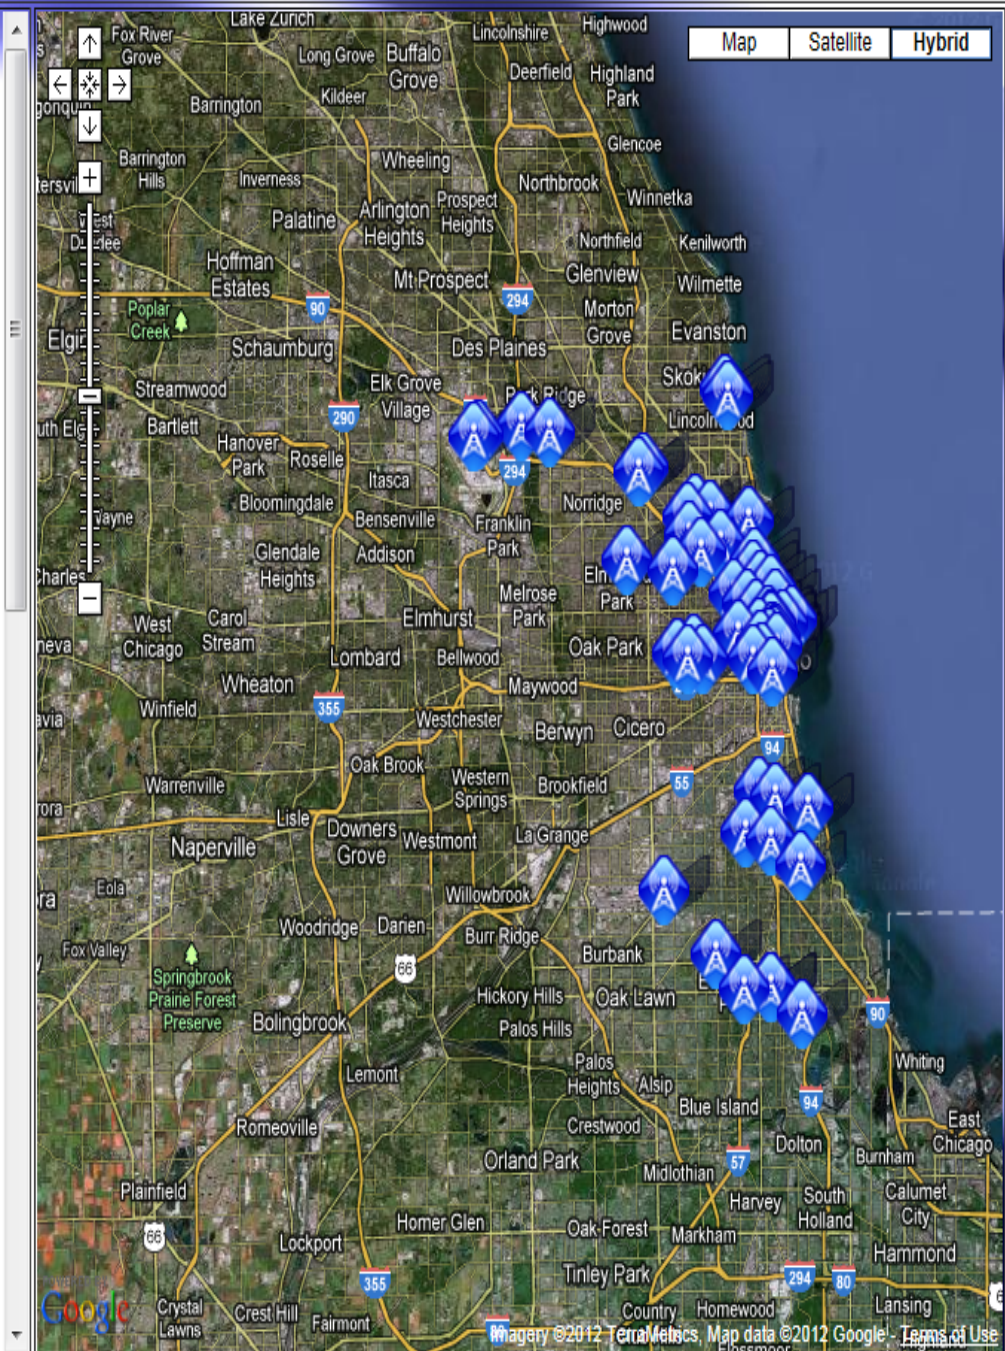 Lake Zurich
Highwood
Fox River
Grove
Long Grove
Buffalo
Grove
Lincolnshire
Map
Satellite
Hybrid
Deerfield
Highland
Park
Kildeer
Barrington
Glencoe
Barrington
Hills
Inverness
Wheeling
Northbrook
Winnetka
Palatine
Arlington
Heights
Prospect
Heights
Northfield
Kenilworth
Hoffman
Estates
Mt Prospect
Glenview
Wilmette
90
294
Poplar
Creek
Morton
Grove
Evanston
Schaumburg
Des Plaines
Streamwood
Elk Grove
Village
Park Ridge
290
Bartlett
Hanover
Park
Roselle
294
Itasca
Bloomingdale
Norridge
Bensenville
Franklin
Park
Glendale
Heights
Addison
Park
Melrose
Park
West
Chicago
Carol
Stream
Elmhurst
Oak Park
Lombard
Bellwood
Wheaton
Maywood
Winfield
355
Westchester
Berwyn
Cicero
94
Oak Brook
55
Warrenville
Western
Springs
Brookfield
Lisle
Downers
Grove
Westmont
La Grange
Naperville
Eola
Willowbrook
Woodridge
Darien
Burr Ridge
Fox Valley
66
Burbank
Springbrook
Prairie Forest
Preserve
Hickory Hills
Oak Lawn
Bolingbrook
Palos Hills
90
Lemont
Palos
Heights
Alsip
Whiting
Blue Island
94
Romeoville
Crestwood
East
Chicago
Dolton
Burnham
Orland Park
57
Midlothian
Plainfield
Harvey
South
Holland
Calumet
City
66
Homer Glen
Oak Forest
Markham
Lockport
Hammond
355
Tinley Park
294
80
Google
Crystal
Lawns
Crest Hill
Fairmont
Country
Homewood
Lansing
80
Imagery ©2012 TerraMetrics, Map data ©2012 Google - Terms of Use